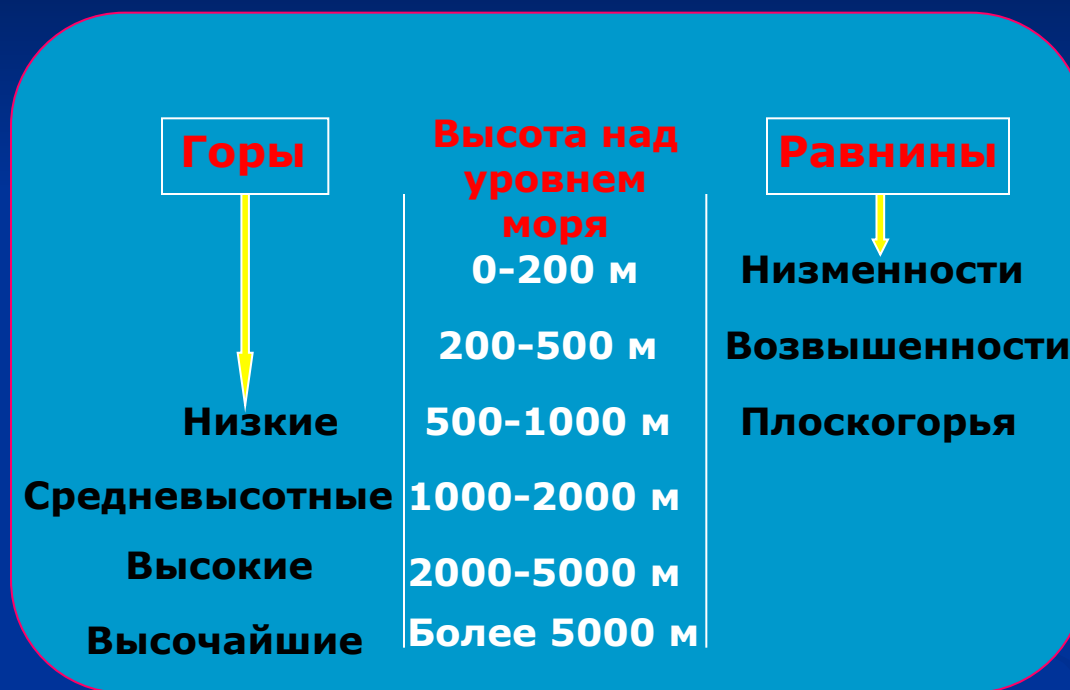 Горы
Высота над
уровнем
моря
Равнины
0-200 м
Низменности
200-500 м
Возвышенности
Низкие
500-1000 м
Плоскогорья
Средневысотные
1000-2000 м
Высокие
2000-5000 м
Высочайшие
Более 5000 м